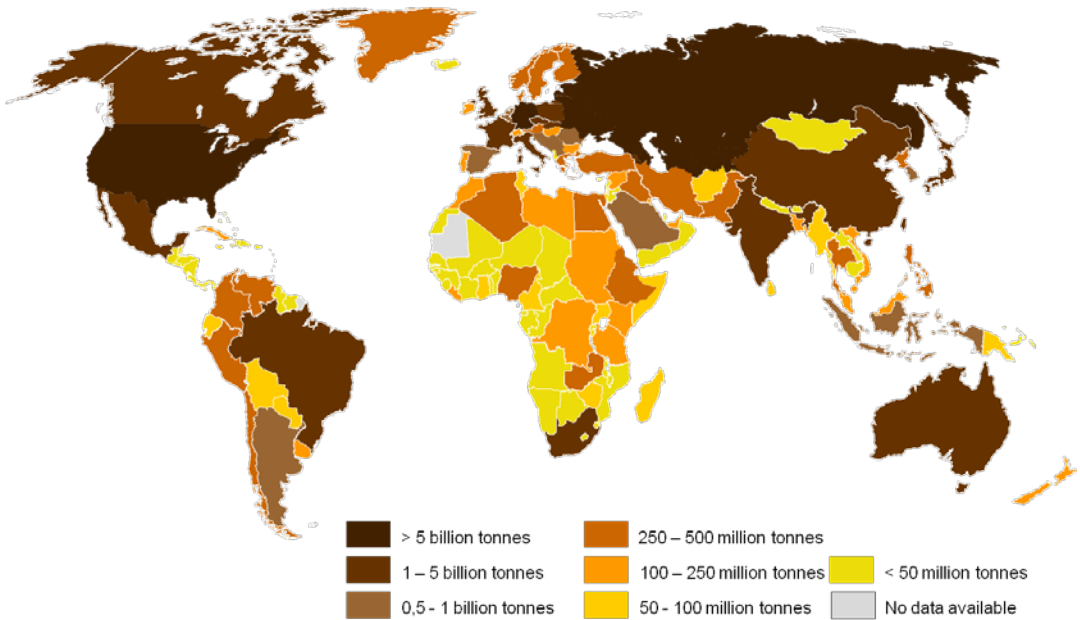 > 5 billion tonnes
1 – 5 billion tonnes
0,5 - 1 billion tonnes
250 – 500 million tonnes
100 – 250 million tonnes
50 - 100 million tonnes
< 50 million tonnes
No data available